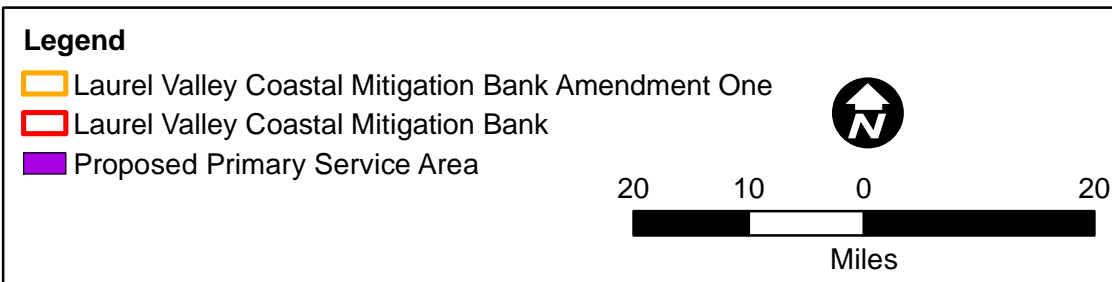 Legend
Laurel Valley Coastal Mitigation Bank Amendment One
Laurel Valley Coastal Mitigation Bank
Proposed Primary Service Area
N
20 10 0 20
Miles